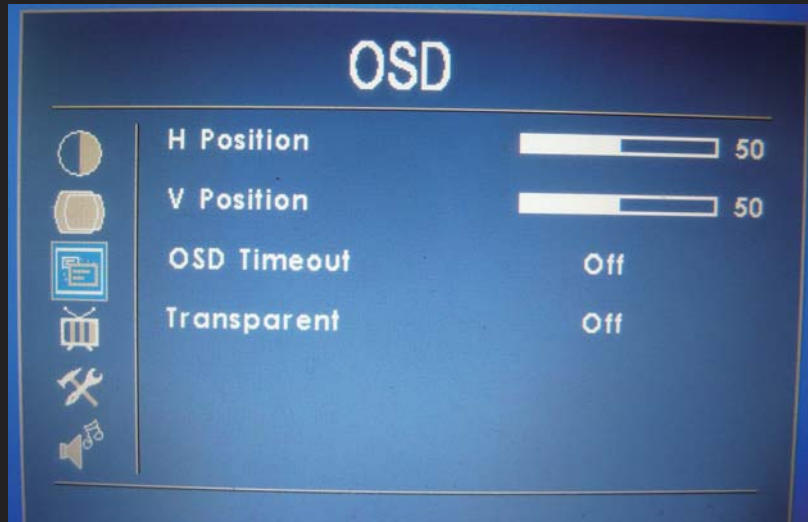 OSD
H Position 50
V Position 50
OSD Timeout Off
Transparent Off